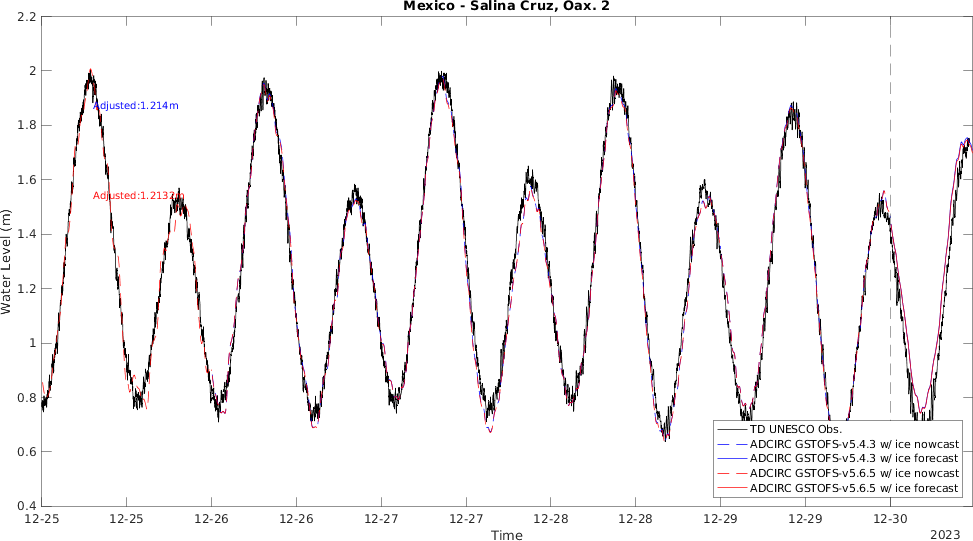 Mexico - Salina Cruz, Oax. 2
2.2
2
1.8
1.6
1.4
1.2
1
0.8
0.6
0.4
Water Level (m)
Adjusted:1.214m
Adjusted:1.2132m
TD UNESCO Obs.
ADCIRC GSTOFS-v5.4.3 w/ ice nowcast
ADCIRC GSTOFS-v5.4.3 w/ ice forecast
ADCIRC GSTOFS-v5.6.5 w/ ice nowcast
ADCIRC GSTOFS-v5.6.5 w/ ice forecast
12-25 12-25 12-26 12-26 12-27 12-27 12-28 12-28 12-29 12-29 12-30
Time
2023